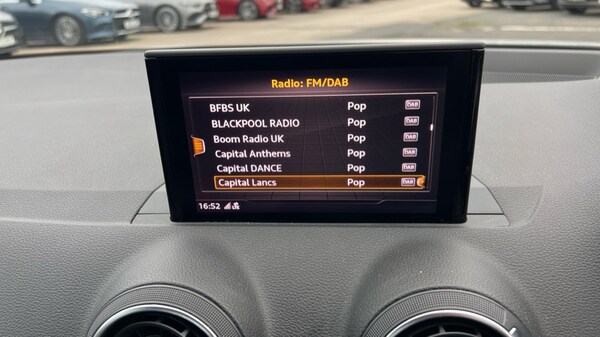 Radio: FM/DAB
BFBS UK Pop DAB
BLACKPOOL RADIO Pop DAB
Boom Radio UK Pop DAB
Capital Anthems Pop DAB
Capital DANCE Pop DAB
Capital Lancs Pop DAB
16:52